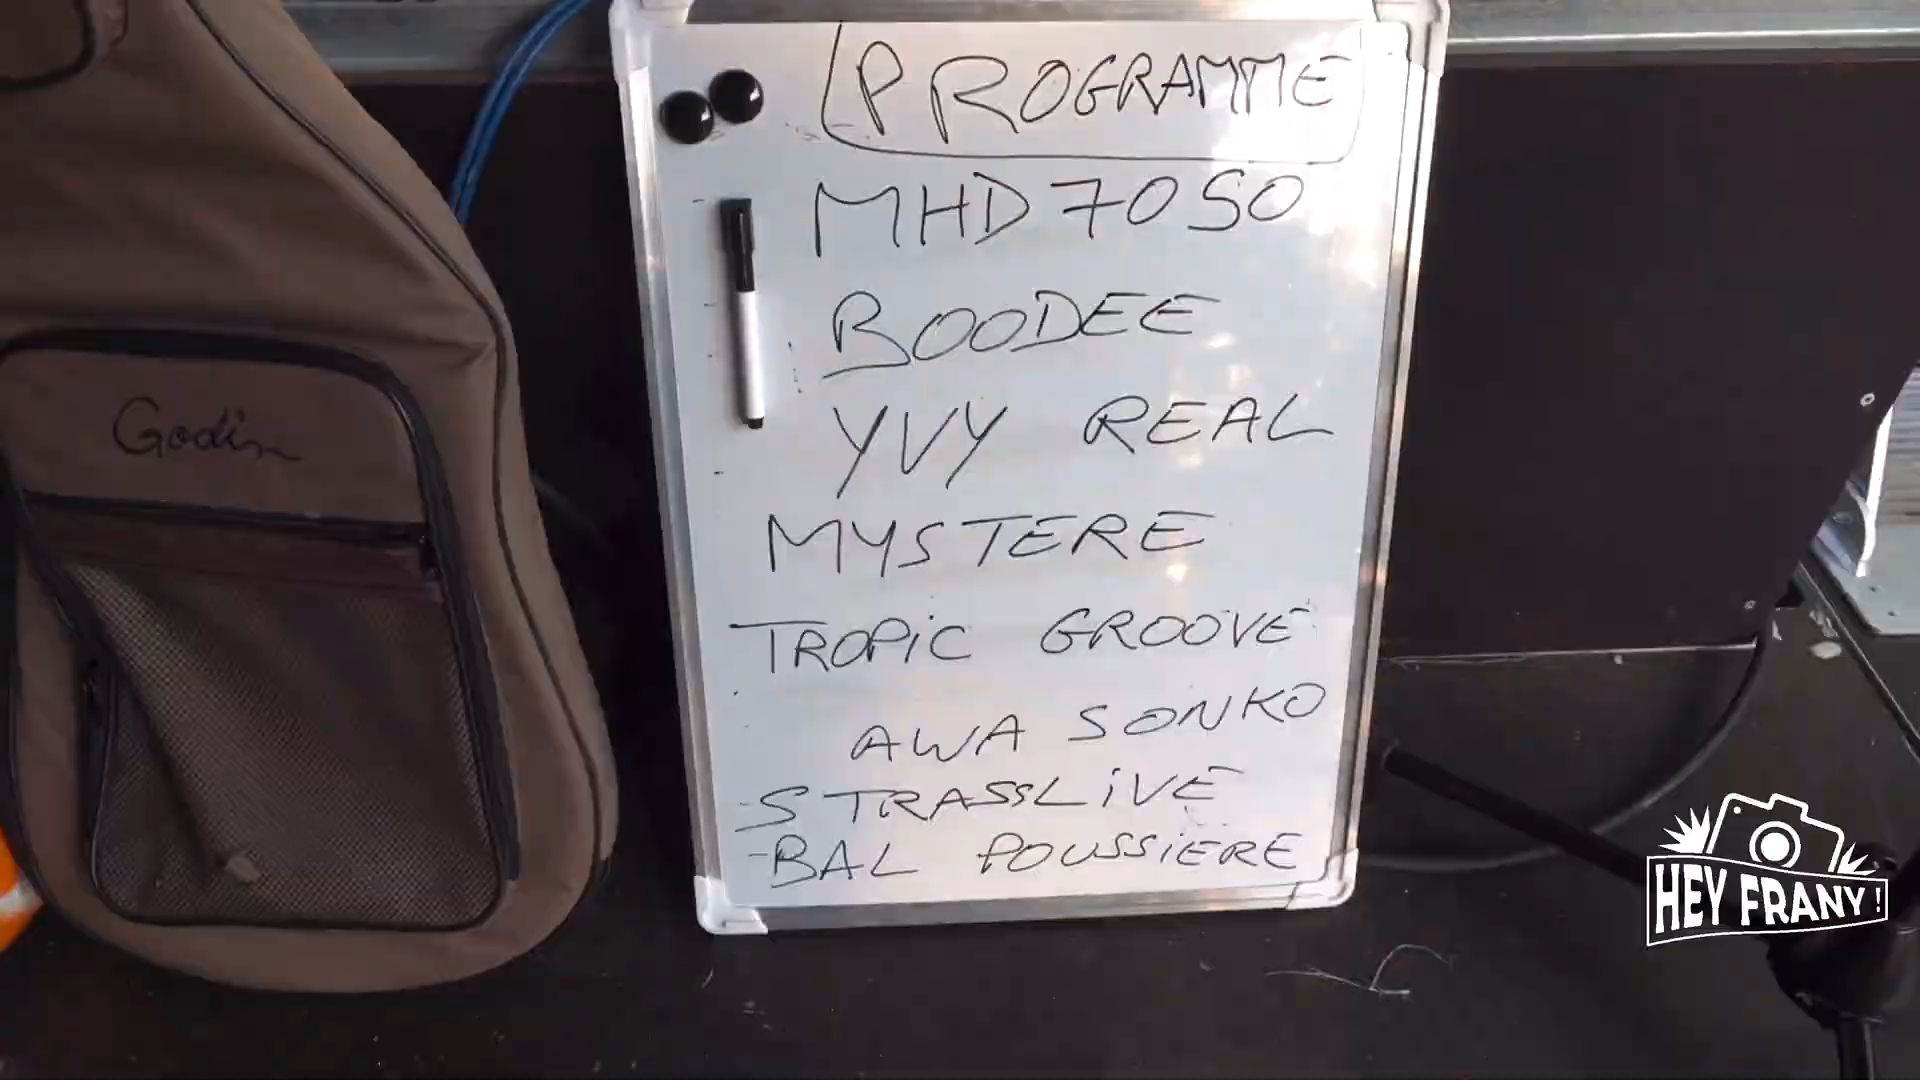 PROGRAMME
MHD7050
BOODEE
YVY REAL
MYSTERE
TROPiC GROOVE
AWA SONKO
STRASSLiVE
-BAL POUSSiERE
Godin
HEY FRANY!